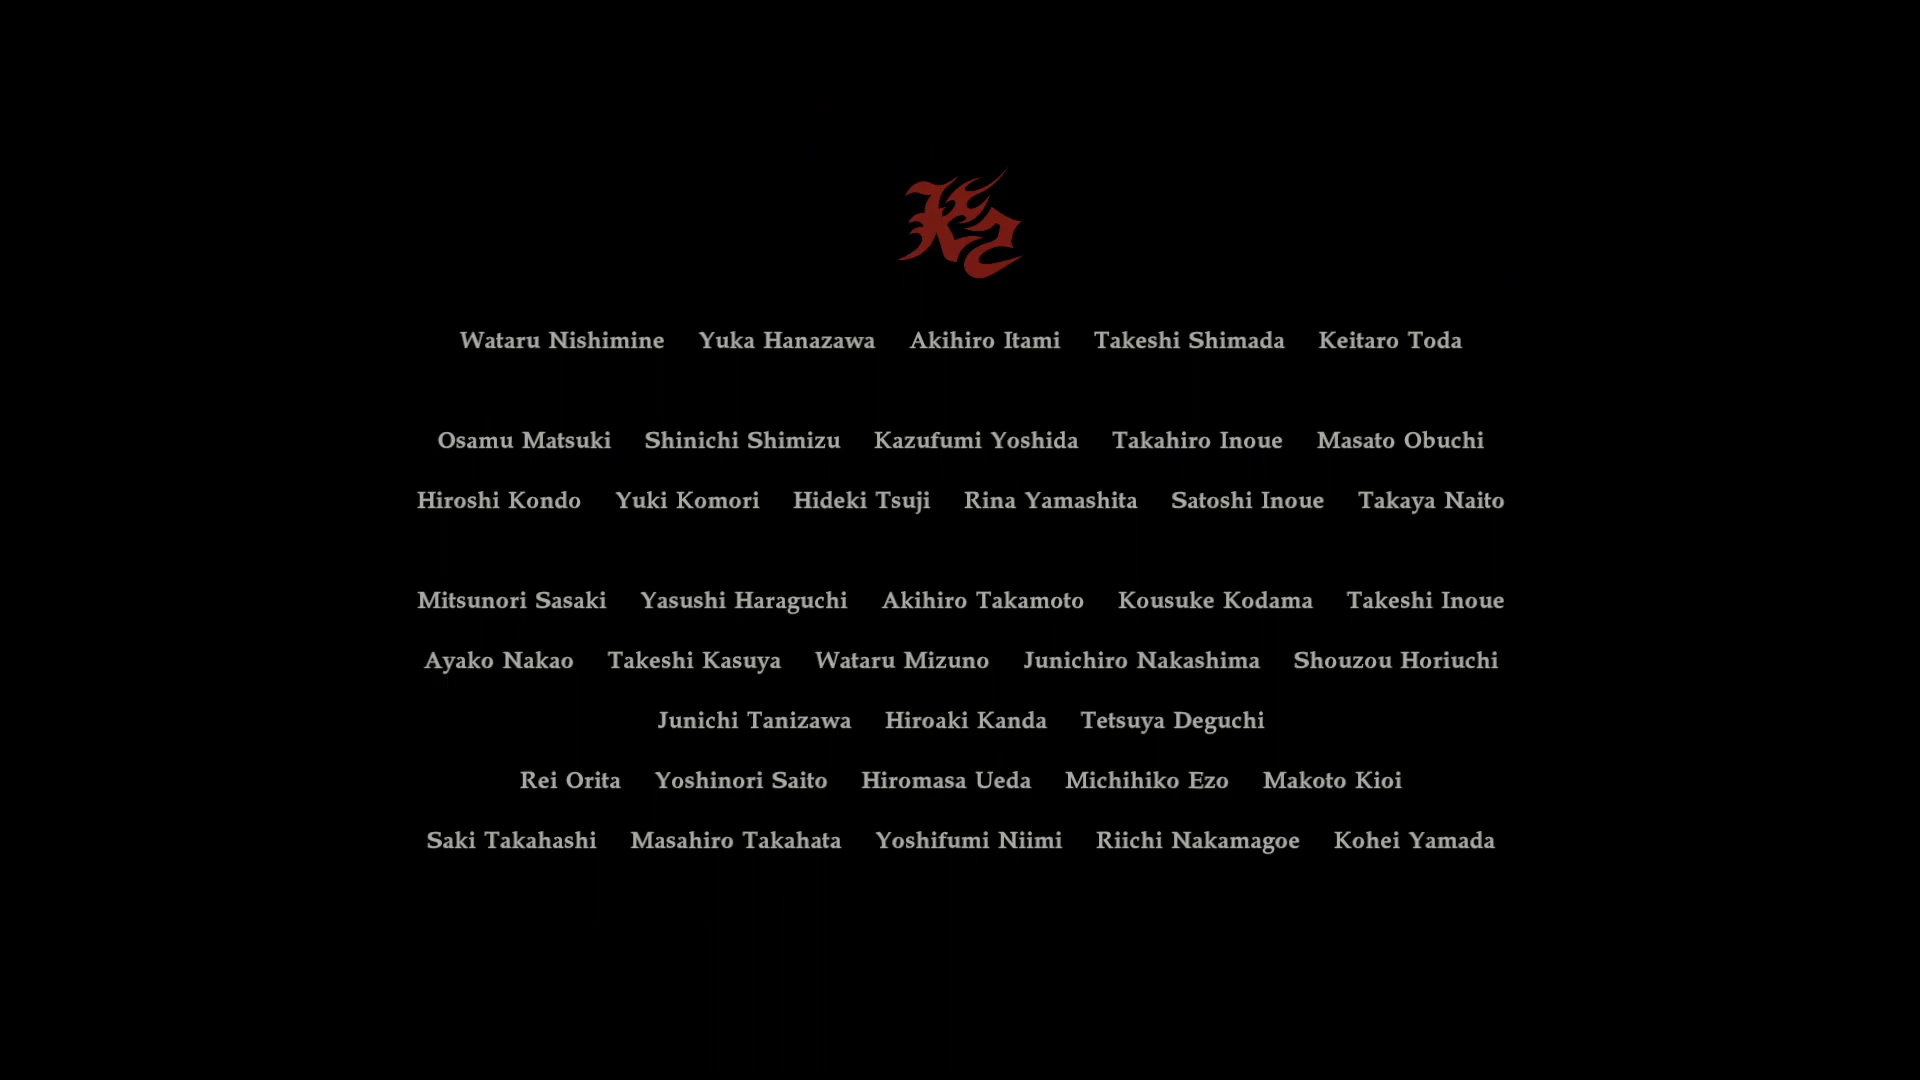 K2
Wataru Nishimine Yuka Hanazawa Akihiro Itami Takeshi Shimada Keitaro Toda
Osamu Matsuki Shinichi Shimizu Kazufumi Yoshida Takahiro Inoue Masato Obuchi
Hiroshi Kondo Yuki Komori Hideki Tsuji Rina Yamashita Satoshi Inoue Takaya Naito
Mitsunori Sasaki Yasushi Haraguchi Akihiro Takamoto Kousuke Kodama Takeshi Inoue
Ayako Nakao Takeshi Kasuya Wataru Mizuno Junichiro Nakashima Shouzou Horiuchi
Junichi Tanizawa Hiroaki Kanda Tetsuya Deguchi
Rei Orita Yoshinori Saito Hiromasa Ueda Michihiko Ezo Makoto Kioi
Saki Takahashi Masahiro Takahata Yoshifumi Niimi Riichi Nakamagoe Kohei Yamada